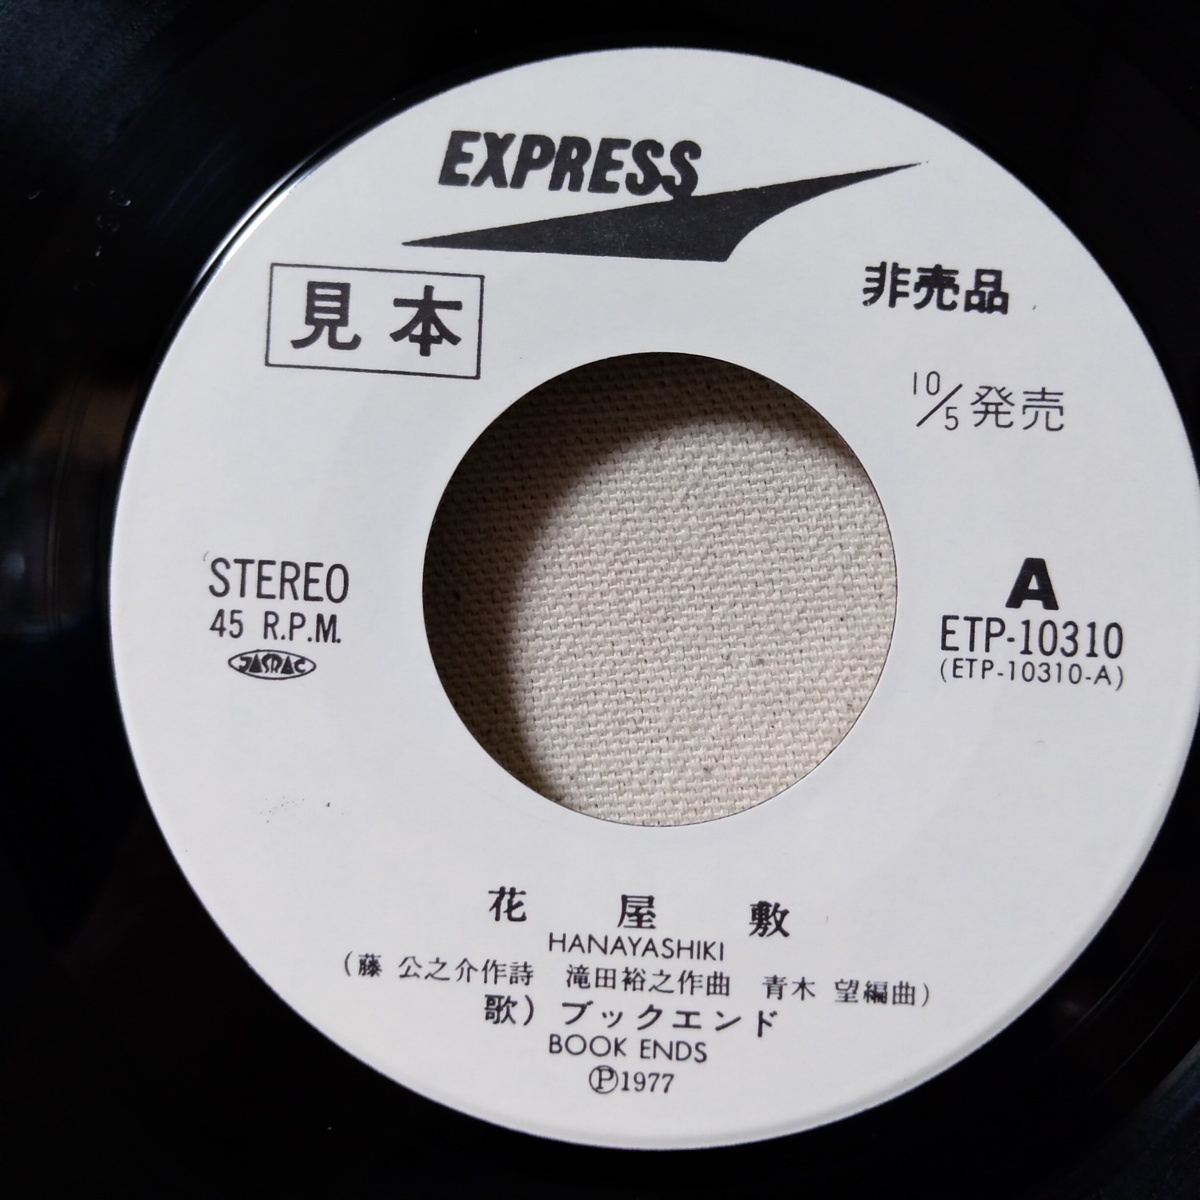 EXPRESS
見本
非売品
10/5発売
STEREO
45 R.P.M.
JASRAC
A
ETP-10310
(ETP-10310-A)
花屋敷
HANAYASHIKI
(藤 公之介作詩 滝田裕之作曲 青木 望編曲)
歌)ブックエンド
BOOK ENDS
Ⓟ1977